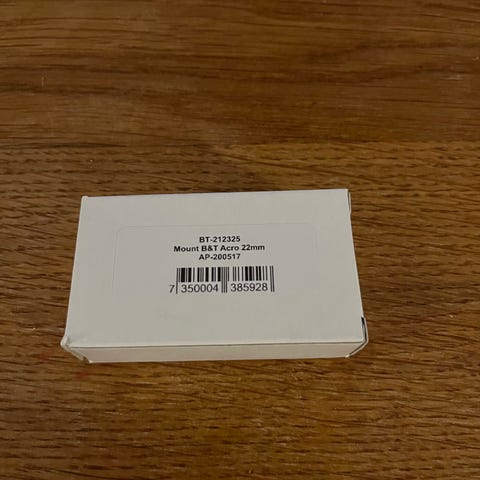 BT-212325
Mount B&T Acro 22mm
AP-200517
7 350004 385928